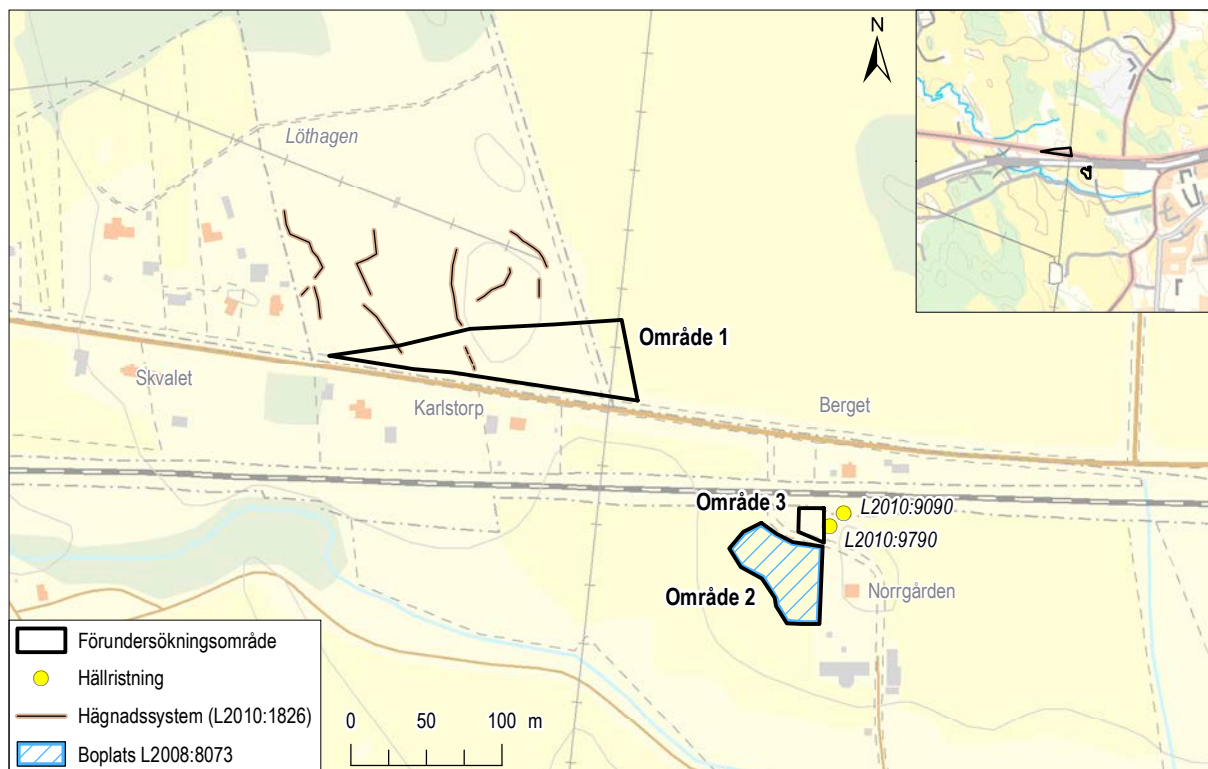 N
Löthagen
Område 1
Skvalet
Karlstorp
Berget
Område 3
L2010:9090
L2010:9790
Område 2
Norrgården
Förundersökningsområde
Hällristning
Hägnadssystem (L2010:1826)
Boplats L2008:8073
0 50 100 m